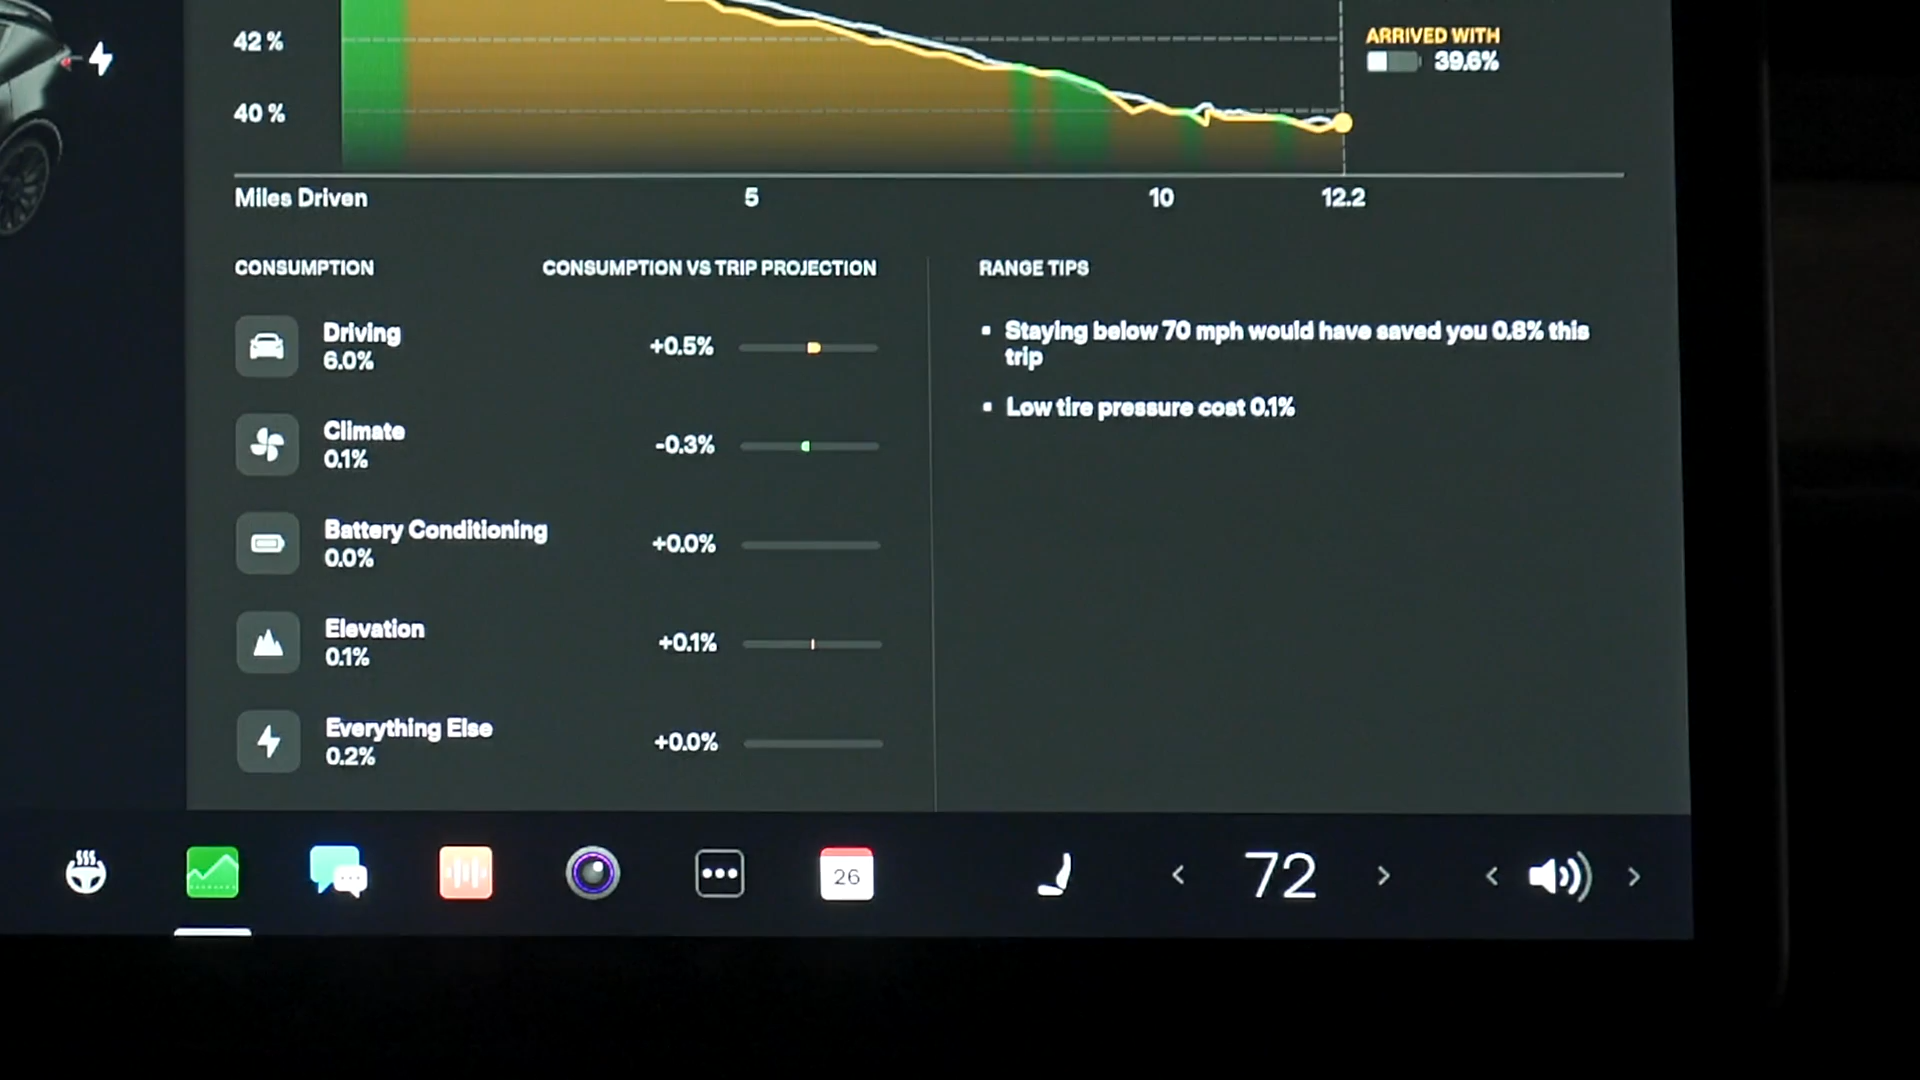 42 %
ARRIVED WITH
39.6%
40 %
Miles Driven 5 10 12.2
CONSUMPTION
CONSUMPTION VS TRIP PROJECTION
Driving
6.0%
+0.5%
Climate
0.1%
-0.3%
Battery Conditioning
0.0%
+0.0%
Elevation
0.1%
+0.1%
Everything Else
0.2%
+0.0%
RANGE TIPS
▪ Staying below 70 mph would have saved you 0.8% this
trip
▪ Low tire pressure cost 0.1%
26
< 72 >
< >